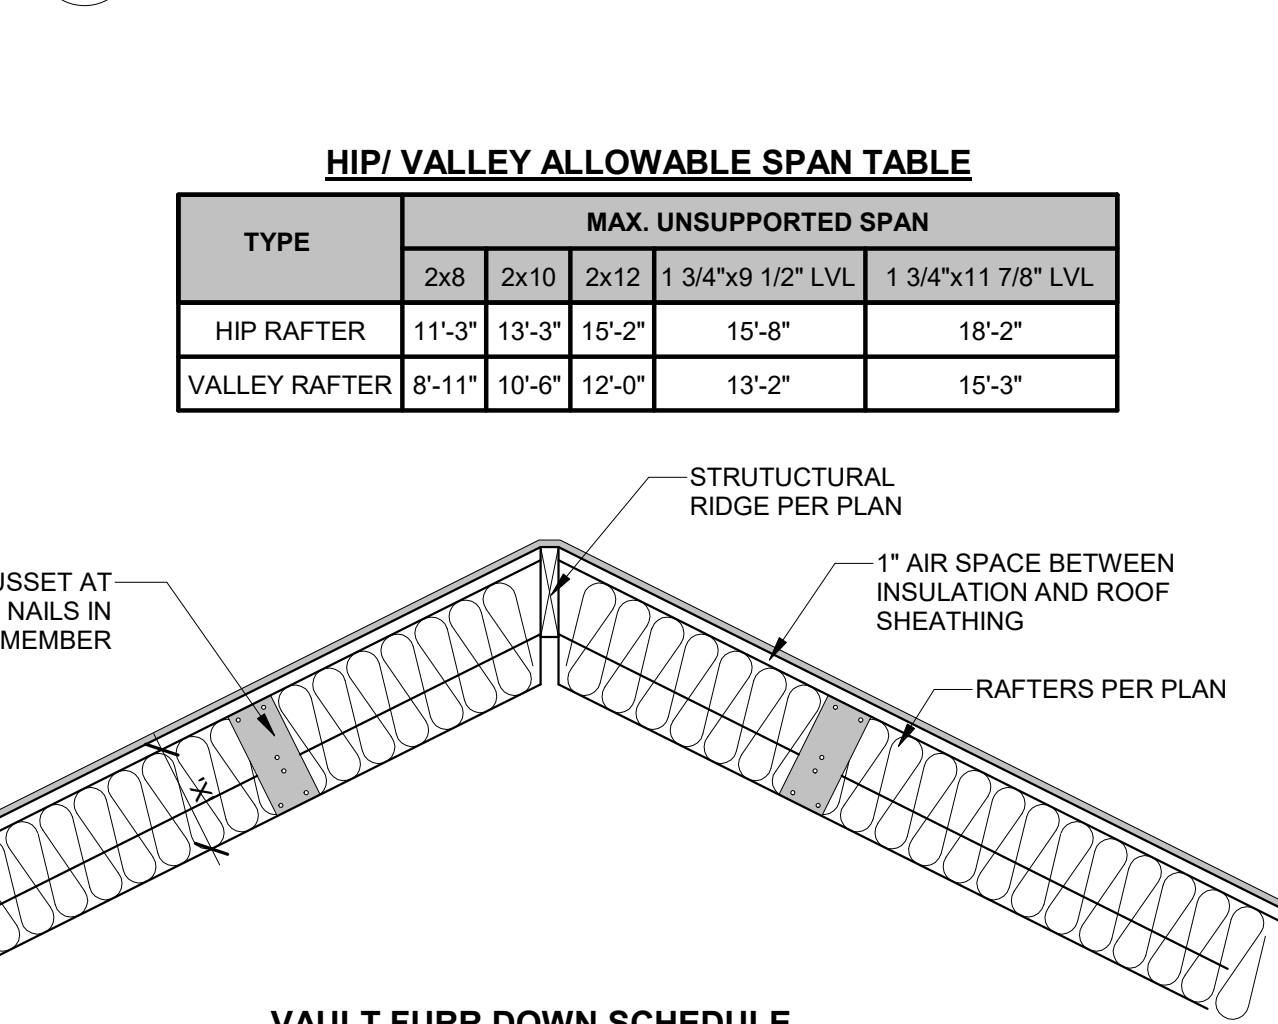 HIP/ VALLEY ALLOWABLE SPAN TABLE
TYPE
MAX. UNSUPPORTED SPAN
2x8 2x10 2x12 1 3/4"x9 1/2" LVL 1 3/4"x11 7/8" LVL
HIP RAFTER 11'-3" 13'-3" 15'-2" 15'-8" 18'-2"
VALLEY RAFTER 8'-11" 10'-6" 12'-0" 13'-2" 15'-3"
STRUTUCTURAL
RIDGE PER PLAN
1" AIR SPACE BETWEEN
INSULATION AND ROOF
SHEATHING
USSET AT
NAILS IN
MEMBER
RAFTERS PER PLAN
'X'
VAULT FURR DOWN SCHEDULE